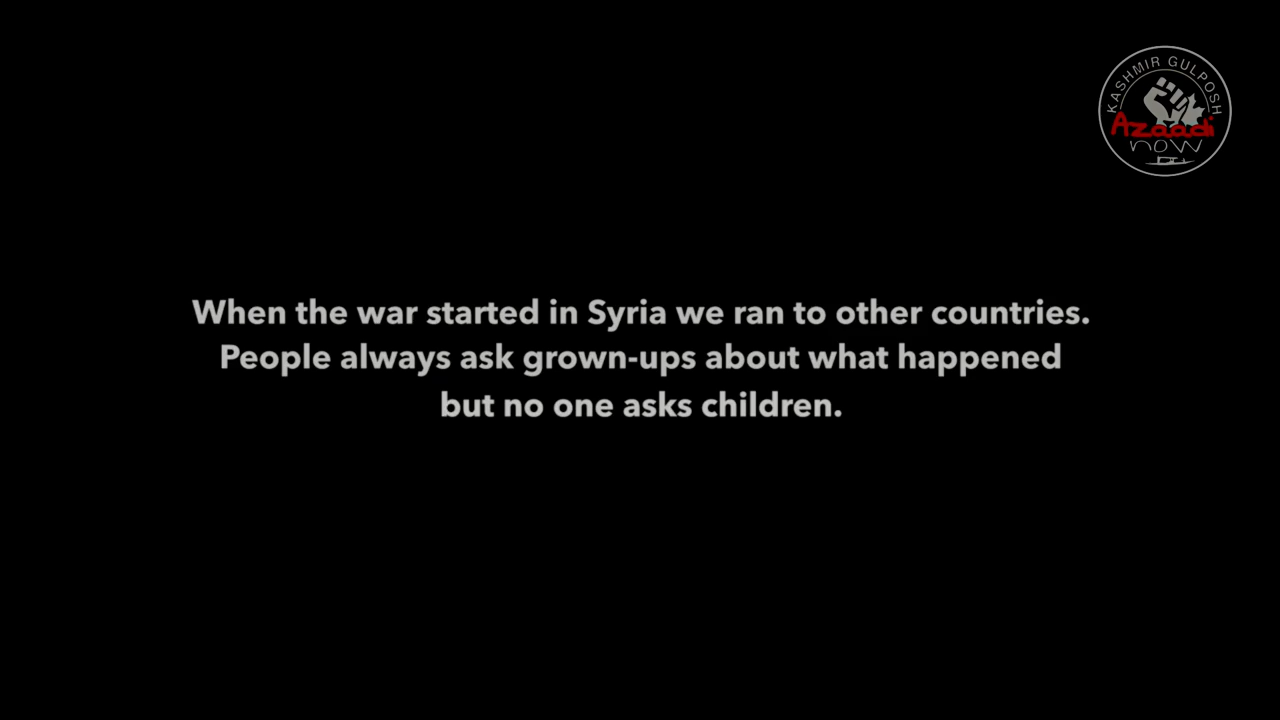 KASHMIR GULPOSH
Azaadi
now
When the war started in Syria we ran to other countries.
People always ask grown-ups about what happened
but no one asks children.